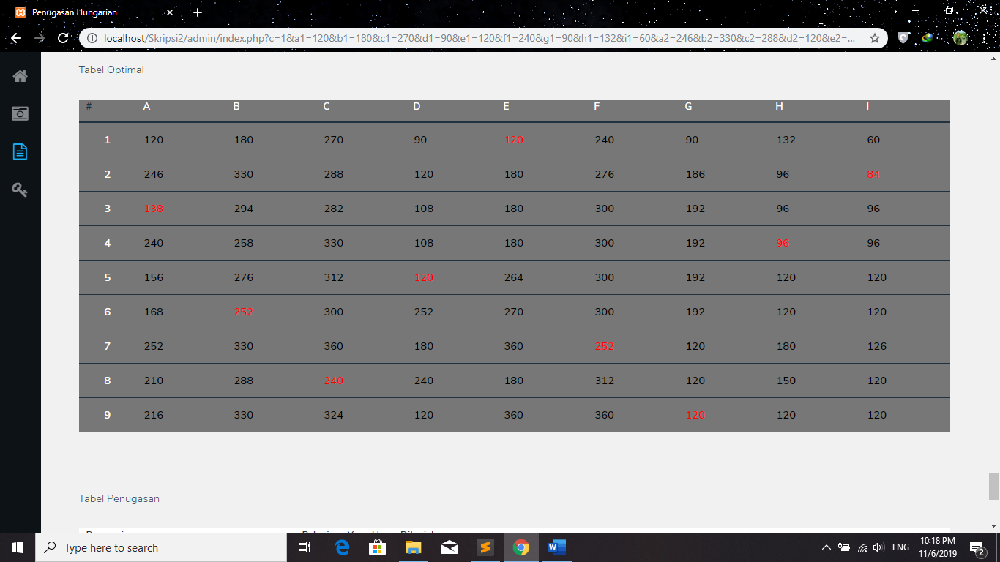 Penugasan Hungarian
localhost/Skripsi2/admin/index.php?c=1&a1=120&b1=180&c1=270&d1=90&e1=120&f1=240&g1=90&h1=132&i1=60&a2=246&b2=330&c2=288&d2=120&e2=...
Tabel Optimal
# A B C D E F G H I
1 120 180 270 90 120 240 90 132 60
2 246 330 288 120 180 276 186 96 84
3 138 294 282 108 180 300 192 96 96
4 240 258 330 108 180 300 192 96 96
5 156 276 312 120 264 300 192 120 120
6 168 252 300 252 270 300 192 120 120
7 252 330 360 180 360 252 120 180 126
8 210 288 240 240 180 312 120 150 120
9 216 330 324 120 360 360 120 120 120
Tabel Penugasan
Type here to search
ENG
10:18 PM
11/6/2019
2